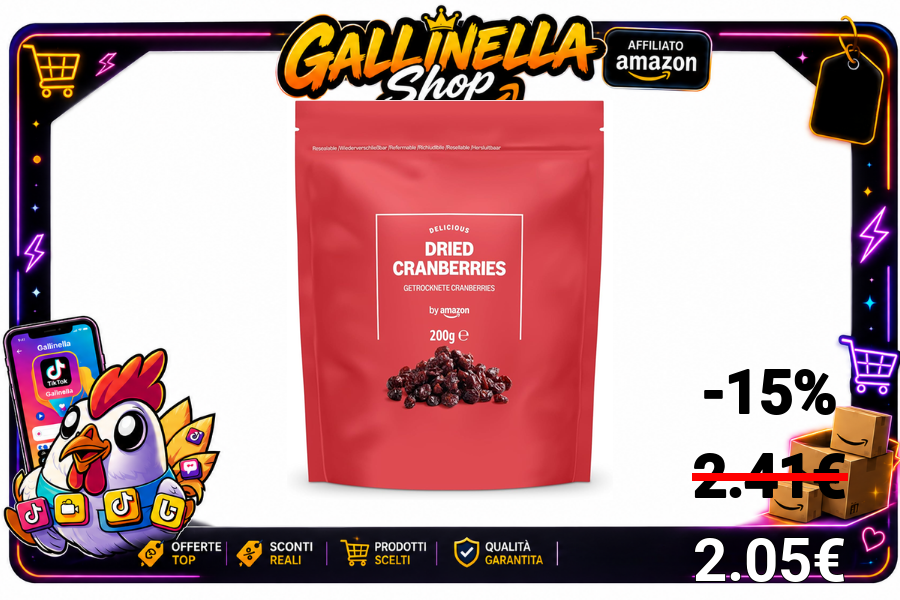 GALLINELLA
Shop
AFFILIATO
amazon
Resealable /Wiederverschließbar /Refermable /Richiudibile /Resellable /Hersluitbaar
DELICIOUS
DRIED
CRANBERRIES
GETROCKNETE CRANBERRIES
by amazon
200g ℮
Gallinella
TikTok
Gallinella
-15%
2.41€
2.05€
OFFERTE
TOP
SCONTI
REALI
PRODOTTI
SCELTI
QUALITÀ
GARANTITA